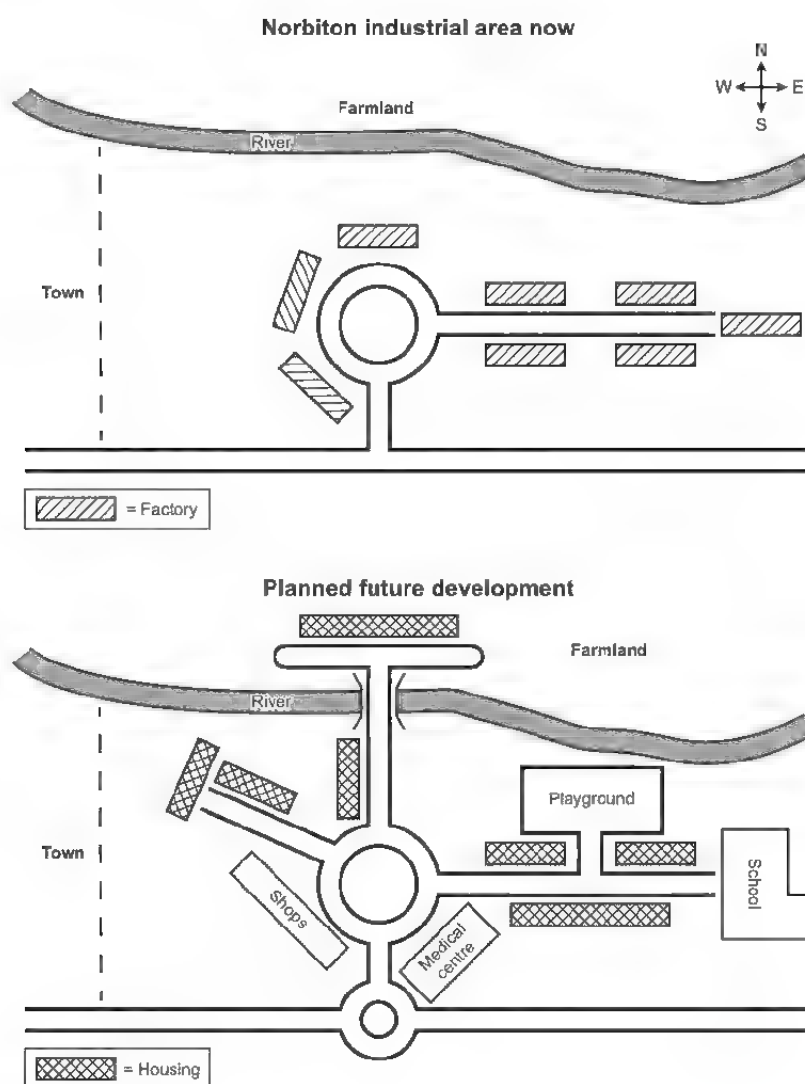 Norbiton industrial area now
N
W E
S
Farmland
River
Town
= Factory
Planned future development
Farmland
River
Playground
Town
School
Shops
Medical
centre
= Housing